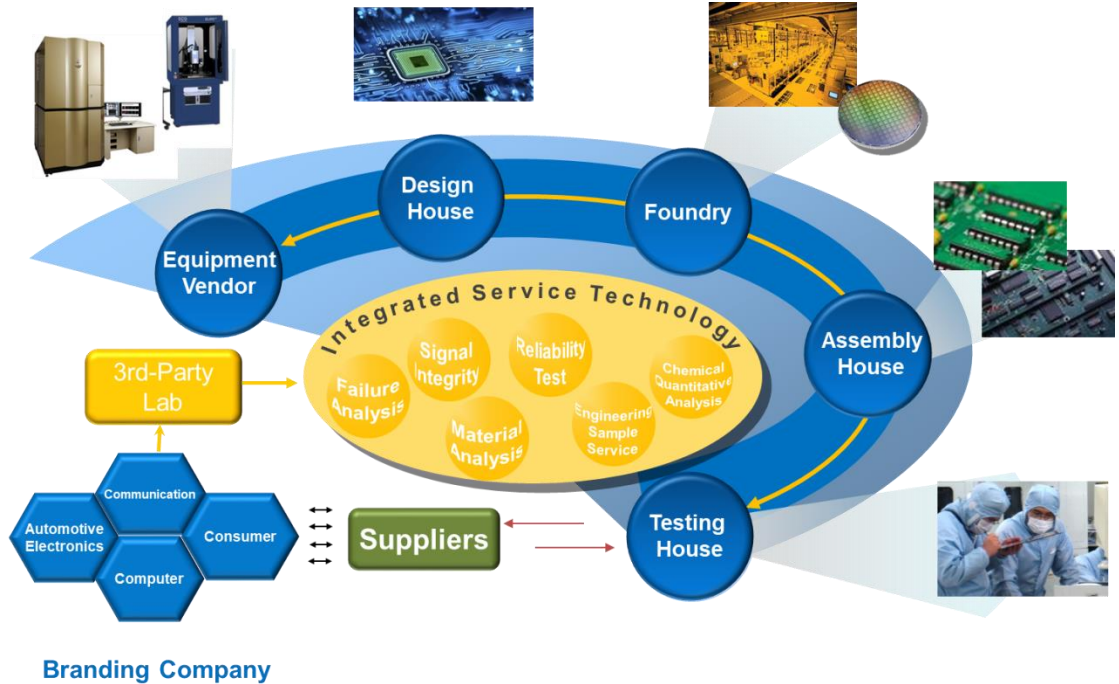 Design
House
Foundry
Equipment
Vendor
Assembly
House
Testing
House
Integrated Service Technology
Failure
Analysis
Signal
Integrity
Reliability
Test
Chemical
Quantitative
Analysis
Material
Analysis
Engineering
Sample
Service
3rd-Party
Lab
Communication
Automotive
Electronics
Consumer
Computer
Suppliers
Branding Company